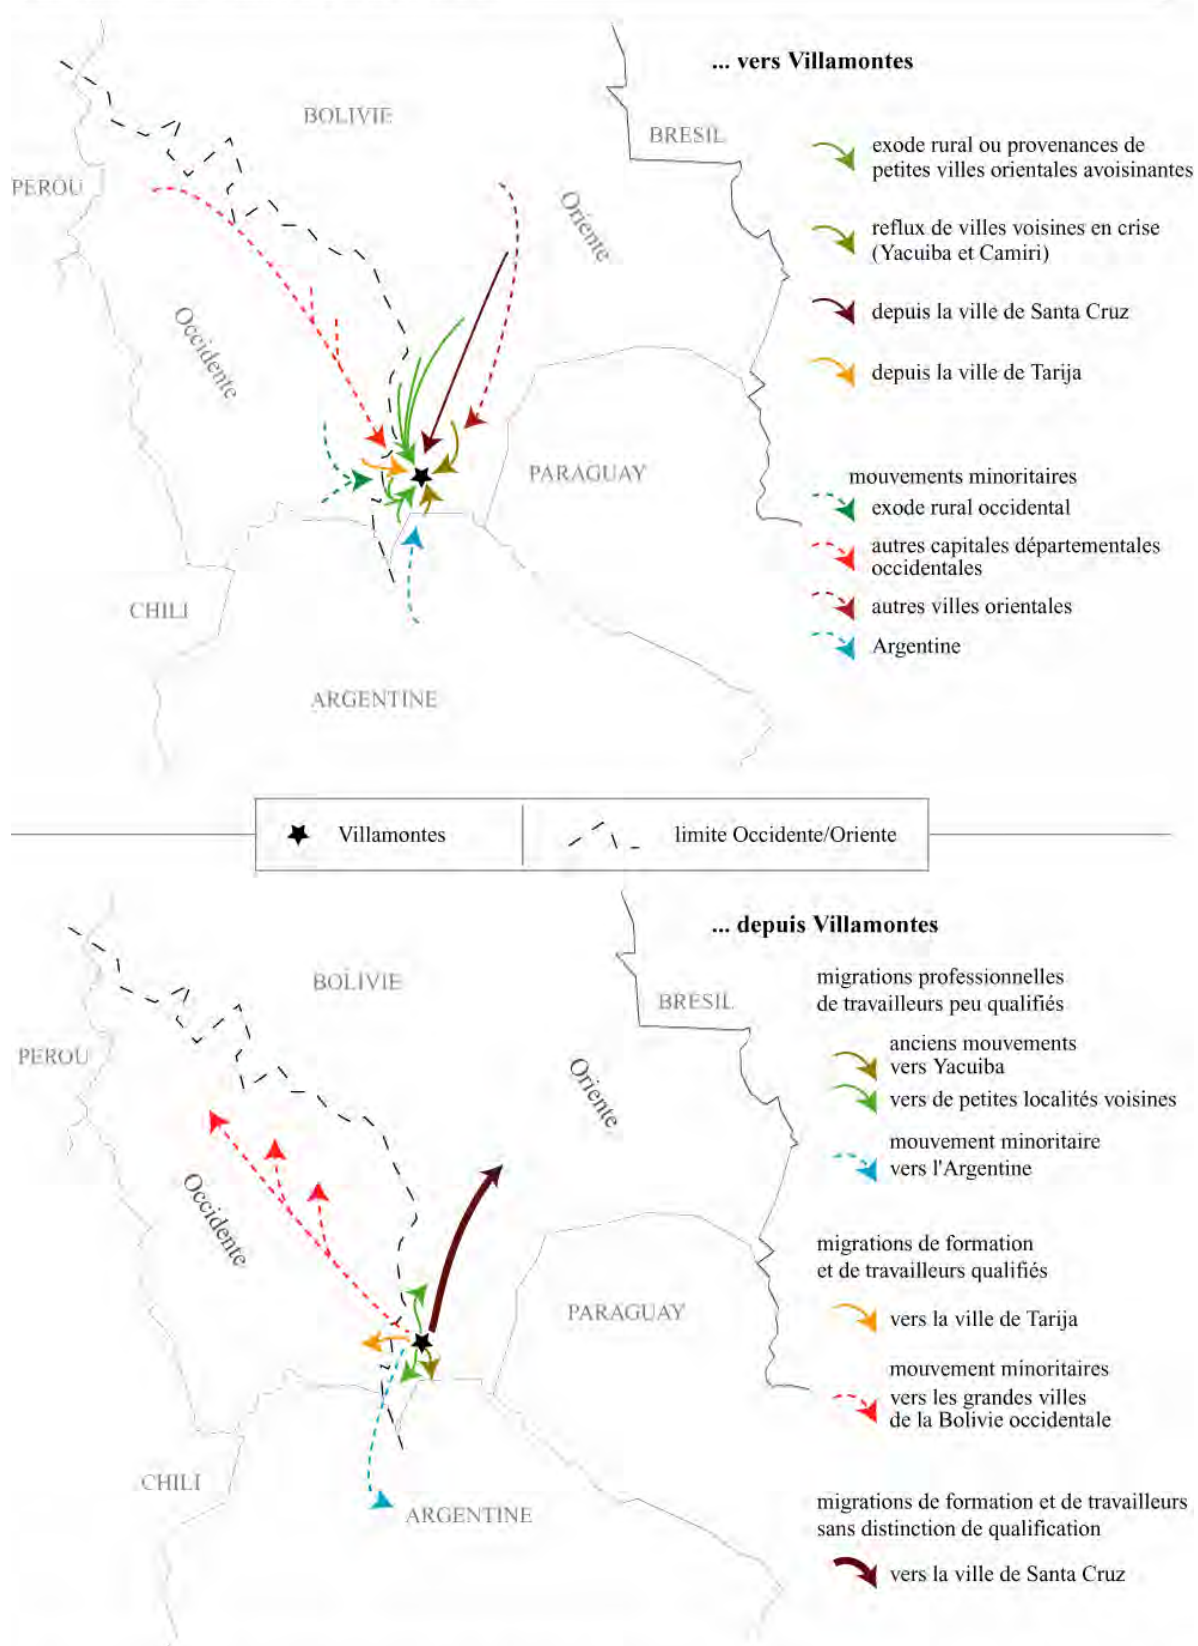 ... vers Villamontes
BOLIVIE
BRESIL
PEROU
Oriente
Occidente
PARAGUAY
CHILI
ARGENTINE
exode rural ou provenances de
petites villes orientales avoisinantes
reflux de villes voisines en crise
(Yacuiba et Camiri)
depuis la ville de Santa Cruz
depuis la ville de Tarija
mouvements minoritaires
exode rural occidental
autres capitales départementales
occidentales
autres villes orientales
Argentine
Villamontes
limite Occidente/Oriente
... depuis Villamontes
BOLIVIE
BRESIL
PEROU
Oriente
Occidente
PARAGUAY
CHILI
ARGENTINE
migrations professionnelles
de travailleurs peu qualifiés
anciens mouvements
vers Yacuiba
vers de petites localités voisines
mouvement minoritaire
vers l'Argentine
migrations de formation
et de travailleurs qualifiés
vers la ville de Tarija
mouvement minoritaires
vers les grandes villes
de la Bolivie occidentale
migrations de formation et de travailleurs
sans distinction de qualification
vers la ville de Santa Cruz